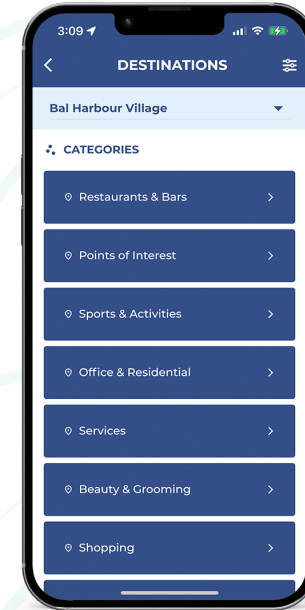 3:09
DESTINATIONS
Bal Harbour Village
CATEGORIES
Restaurants & Bars
Points of Interest
Sports & Activities
Office & Residential
Services
Beauty & Grooming
Shopping